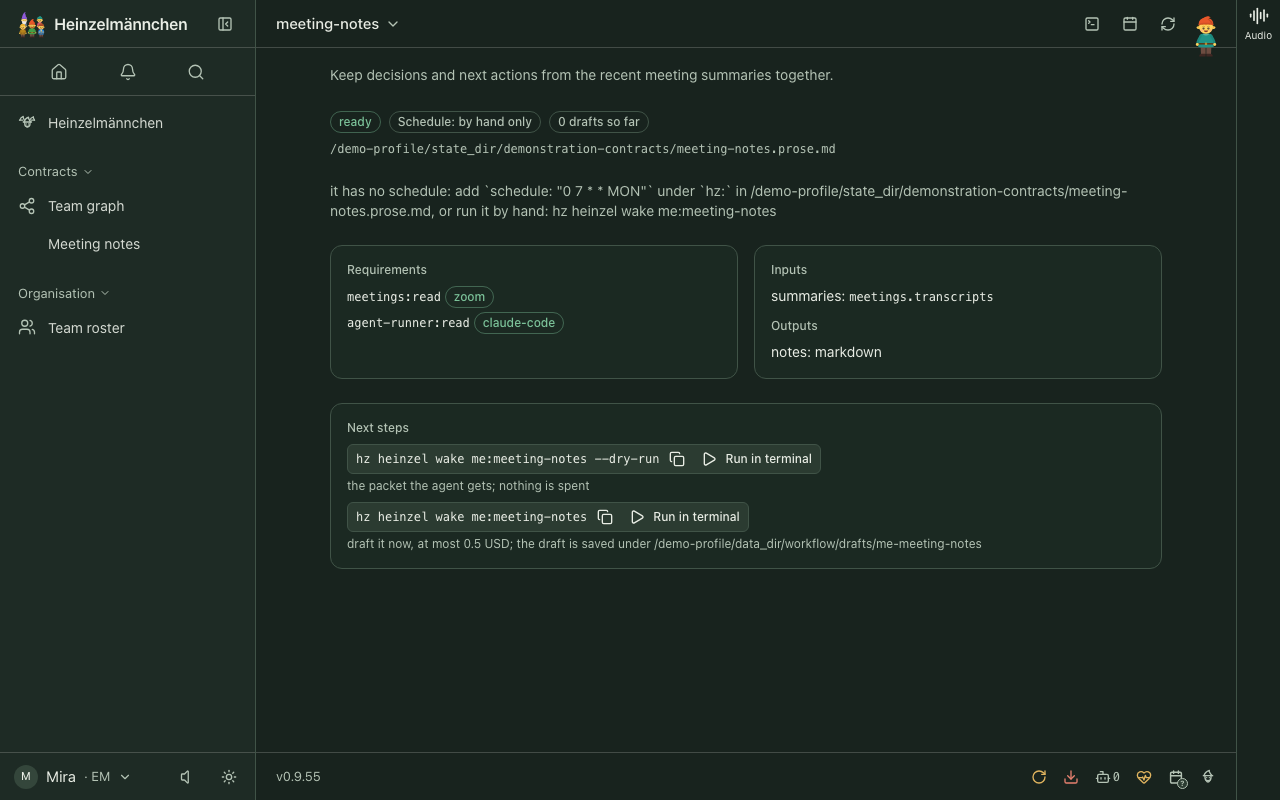 Heinzelmännchen
meeting-notes
Audio
Heinzelmännchen
Contracts
Team graph
Meeting notes
Organisation
Team roster
Keep decisions and next actions from the recent meeting summaries together.
ready
Schedule: by hand only
0 drafts so far
/demo-profile/state_dir/demonstration-contracts/meeting-notes.prose.md
it has no schedule: add `schedule: "0 7 * * MON"` under `hz:` in /demo-profile/state_dir/demonstration-contracts/meeting-
notes.prose.md, or run it by hand: hz heinzel wake me:meeting-notes
Requirements
meetings:read zoom
agent-runner:read claude-code
Inputs
summaries: meetings.transcripts
Outputs
notes: markdown
Next steps
hz heinzel wake me:meeting-notes --dry-run Run in terminal
the packet the agent gets; nothing is spent
hz heinzel wake me:meeting-notes Run in terminal
draft it now, at most 0.5 USD; the draft is saved under /demo-profile/data_dir/workflow/drafts/me-meeting-notes
M Mira · EM
v0.9.55
0
?